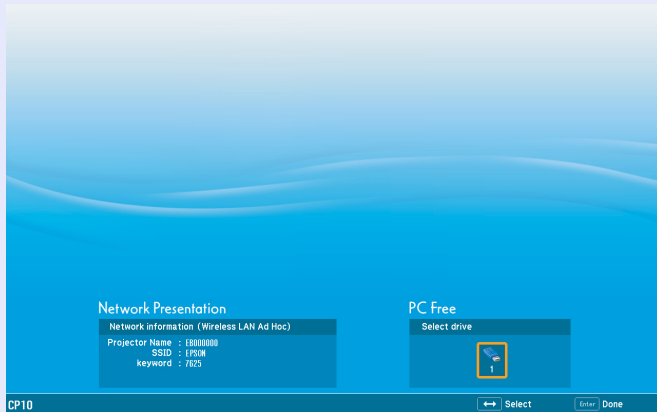 Network Presentation
Network information (Wireless LAN Ad Hoc)
Projector Name : EB000000
SSID : EPSON
keyword : 7625
PC Free
Select drive
1
CP10
Select
Enter Done